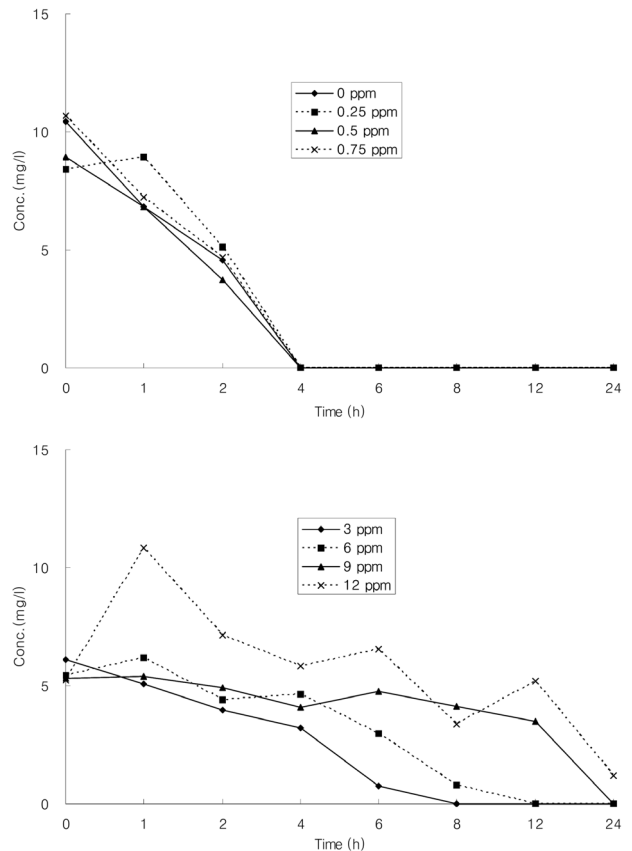 15
10
5
0
Conc.(mg/l)
0 ppm
0.25 ppm
0.5 ppm
0.75 ppm
0 1 2 4 6 8 12 24
Time (h)
15
10
5
0
Conc.(mg/l)
3 ppm
6 ppm
9 ppm
12 ppm
0 1 2 4 6 8 12 24
Time (h)